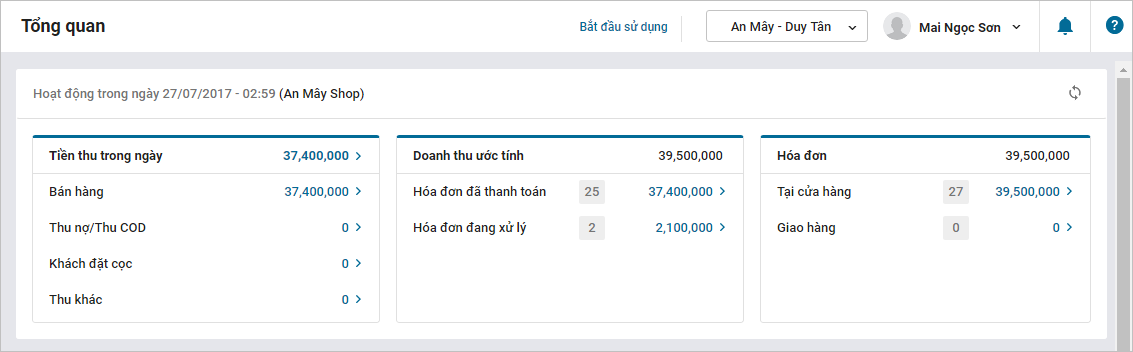 Tổng quan
Bắt đầu sử dụng
An Mây - Duy Tân
Mai Ngọc Sơn
?
Hoạt động trong ngày 27/07/2017 - 02:59 (An Mây Shop)
Tiền thu trong ngày 37,400,000
Bán hàng 37,400,000
Thu nợ/Thu COD 0
Khách đặt cọc 0
Thu khác 0
Doanh thu ước tính 39,500,000
Hóa đơn đã thanh toán 25 37,400,000
Hóa đơn đang xử lý 2 2,100,000
Hóa đơn 39,500,000
Tại cửa hàng 27 39,500,000
Giao hàng 0 0